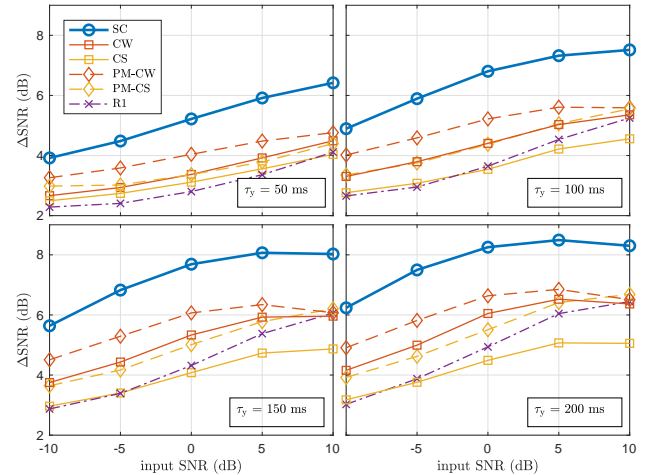 8
6
4
2
ΔSNR (dB)
SC
CW
CS
PM-CW
PM-CS
R1
τy = 50 ms
τy = 100 ms
8
6
4
2
ΔSNR (dB)
τy = 150 ms
τy = 200 ms
-10 -5 0 5 10
-10 -5 0 5 10
input SNR (dB)
input SNR (dB)